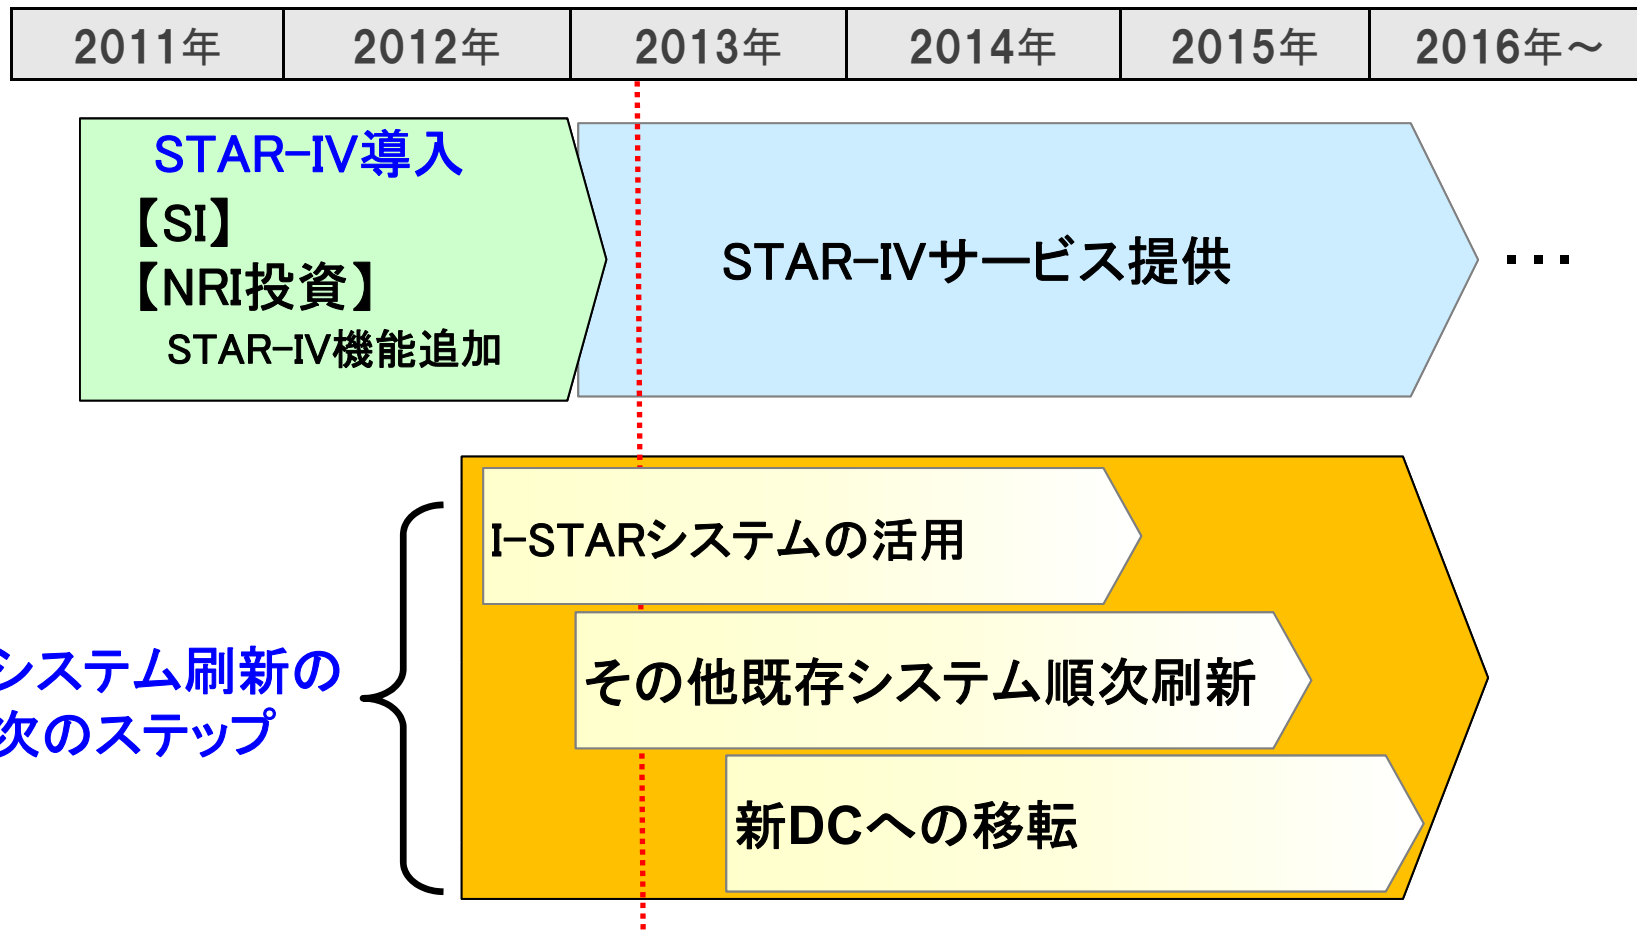 2011年 2012年 2013年 2014年 2015年 2016年～
STAR-IV導入
【SI】
【NRI投資】
STAR-IV機能追加
STAR-IVサービス提供
･･･
I-STARシステムの活用
システム刷新の
次のステップ
その他既存システム順次刷新
新DCへの移転